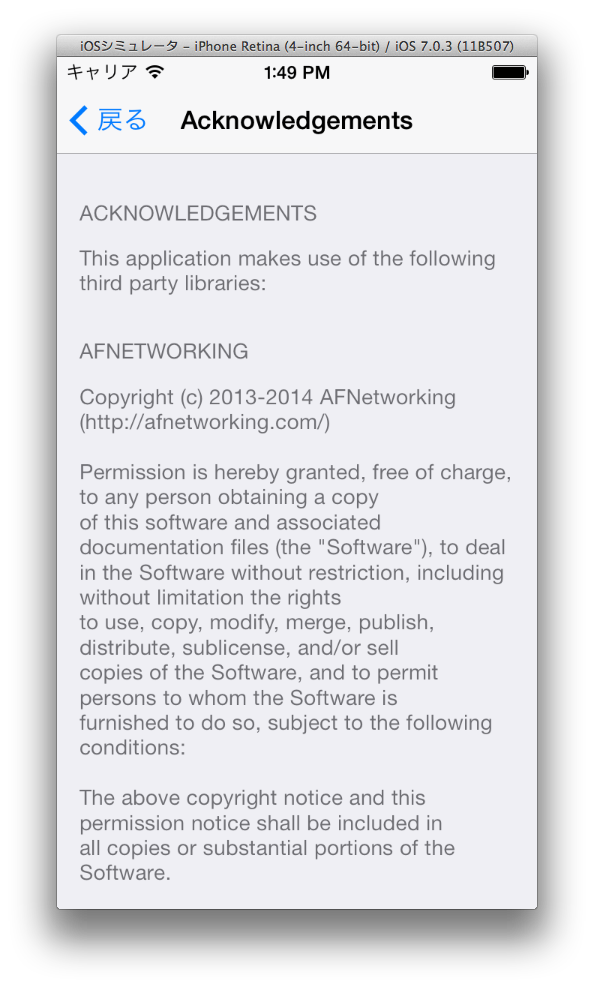 iOSシミュレータ - iPhone Retina (4-inch 64-bit) / iOS 7.0.3 (11B507)
キャリア 1:49 PM
戻る Acknowledgements
ACKNOWLEDGEMENTS
This application makes use of the following
third party libraries:
AFNETWORKING
Copyright (c) 2013-2014 AFNetworking
(http://afnetworking.com/)
Permission is hereby granted, free of charge,
to any person obtaining a copy
of this software and associated
documentation files (the "Software"), to deal
in the Software without restriction, including
without limitation the rights
to use, copy, modify, merge, publish,
distribute, sublicense, and/or sell
copies of the Software, and to permit
persons to whom the Software is
furnished to do so, subject to the following
conditions:
The above copyright notice and this
permission notice shall be included in
all copies or substantial portions of the
Software.